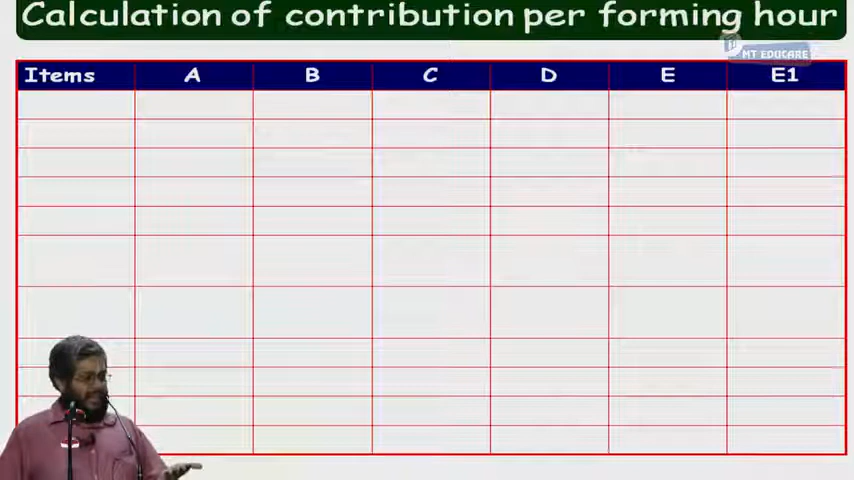 Calculation of contribution per forming hour
MT EDUCARE
Items A B C D E E1